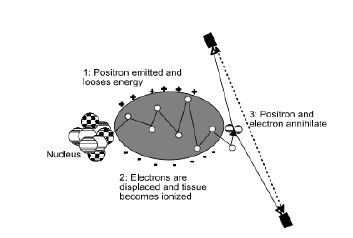 1: Positron emitted and
looses energy
3: Positron and
electron annihilate
Nucleus
2: Electrons are
displaced and tissue
becomes ionized